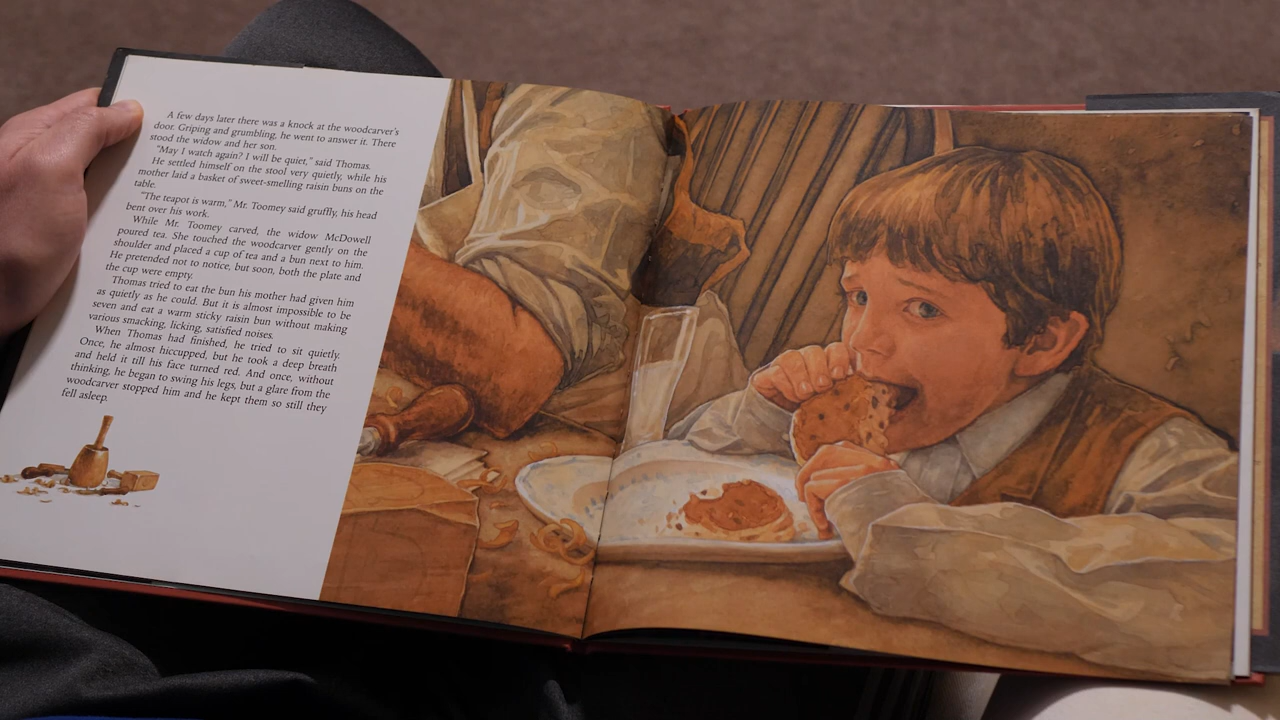 A few days later there was a knock at the woodcarver's
door. Griping and grumbling, he went to answer it. There
stood the widow and her son.
"May I watch again? I will be quiet," said Thomas.
He settled himself on the stool very quietly, while his
mother laid a basket of sweet-smelling raisin buns on the
table.
"The teapot is warm," Mr. Toomey said gruffly, his head
bent over his work.
While Mr. Toomey carved, the widow McDowell
poured tea. She touched the woodcarver gently on the
shoulder and placed a cup of tea and a bun next to him.
He pretended not to notice, but soon, both the plate and
the cup were empty.
Thomas tried to eat the bun his mother had given him
as quietly as he could. But it is almost impossible to be
seven and eat a warm sticky raisin bun without making
various smacking, licking, satisfied noises.
When Thomas had finished, he tried to sit quietly.
Once, he almost hiccupped, but he took a deep breath
and held it till his face turned red. And once, without
thinking, he began to swing his legs, but a glare from the
woodcarver stopped him and he kept them so still they
fell asleep.